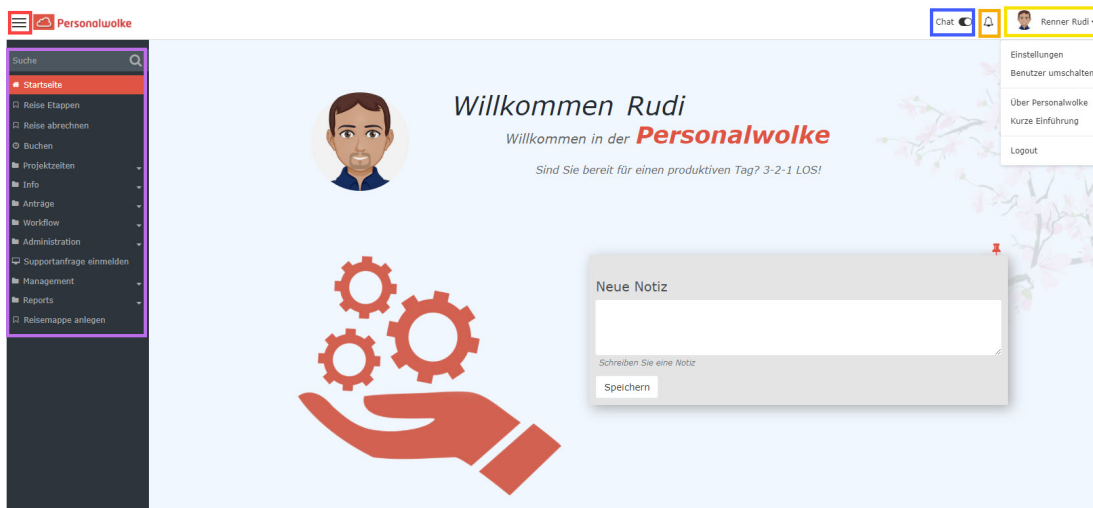 Personalwolke
Chat
Renner Rudi
Suche
Startseite
Reise Etappen
Reise abrechnen
Buchen
Projektzeiten
Info
Anträge
Workflow
Administration
Supportanfrage einmelden
Management
Reports
Reisemappe anlegen
Einstellungen
Benutzer umschalten
Über Personalwolke
Kurze Einführung
Logout
Willkommen Rudi
Willkommen in der Personalwolke
Sind Sie bereit für einen produktiven Tag? 3-2-1 LOS!
Neue Notiz
Schreiben Sie eine Notiz
Speichern